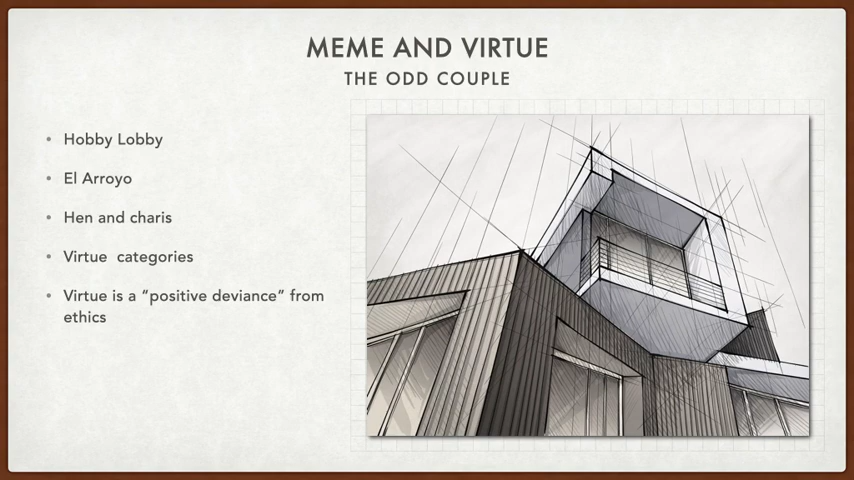 MEME AND VIRTUE
THE ODD COUPLE
• Hobby Lobby
• El Arroyo
• Hen and charis
• Virtue  categories
• Virtue is a “positive deviance” from
ethics